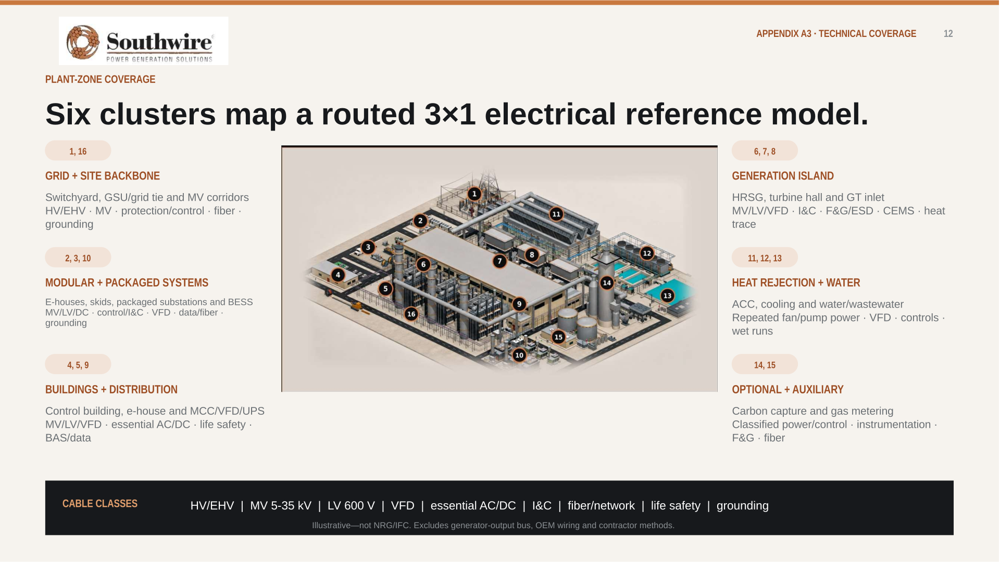 Southwire
POWER GENERATION SOLUTIONS
APPENDIX A3 · TECHNICAL COVERAGE
12
PLANT-ZONE COVERAGE
Six clusters map a routed 3×1 electrical reference model.
1, 16
GRID + SITE BACKBONE
Switchyard, GSU/grid tie and MV corridors
HV/EHV · MV · protection/control · fiber ·
grounding
2, 3, 10
MODULAR + PACKAGED SYSTEMS
E-houses, skids, packaged substations and BESS
MV/LV/DC · control/I&C · VFD · data/fiber ·
grounding
4, 5, 9
BUILDINGS + DISTRIBUTION
Control building, e-house and MCC/VFD/UPS
MV/LV/VFD · essential AC/DC · life safety ·
BAS/data
1
11
2
3
12
8
7
6
4
14
5
13
9
16
15
10
6, 7, 8
GENERATION ISLAND
HRSG, turbine hall and GT inlet
MV/LV/VFD · I&C · F&G/ESD · CEMS · heat
trace
11, 12, 13
HEAT REJECTION + WATER
ACC, cooling and water/wastewater
Repeated fan/pump power · VFD · controls ·
wet runs
14, 15
OPTIONAL + AUXILIARY
Carbon capture and gas metering
Classified power/control · instrumentation ·
F&G · fiber
CABLE CLASSES
HV/EHV | MV 5-35 kV | LV 600 V | VFD | essential AC/DC | I&C | fiber/network | life safety | grounding
Illustrative—not NRG/IFC. Excludes generator-output bus, OEM wiring and contractor methods.